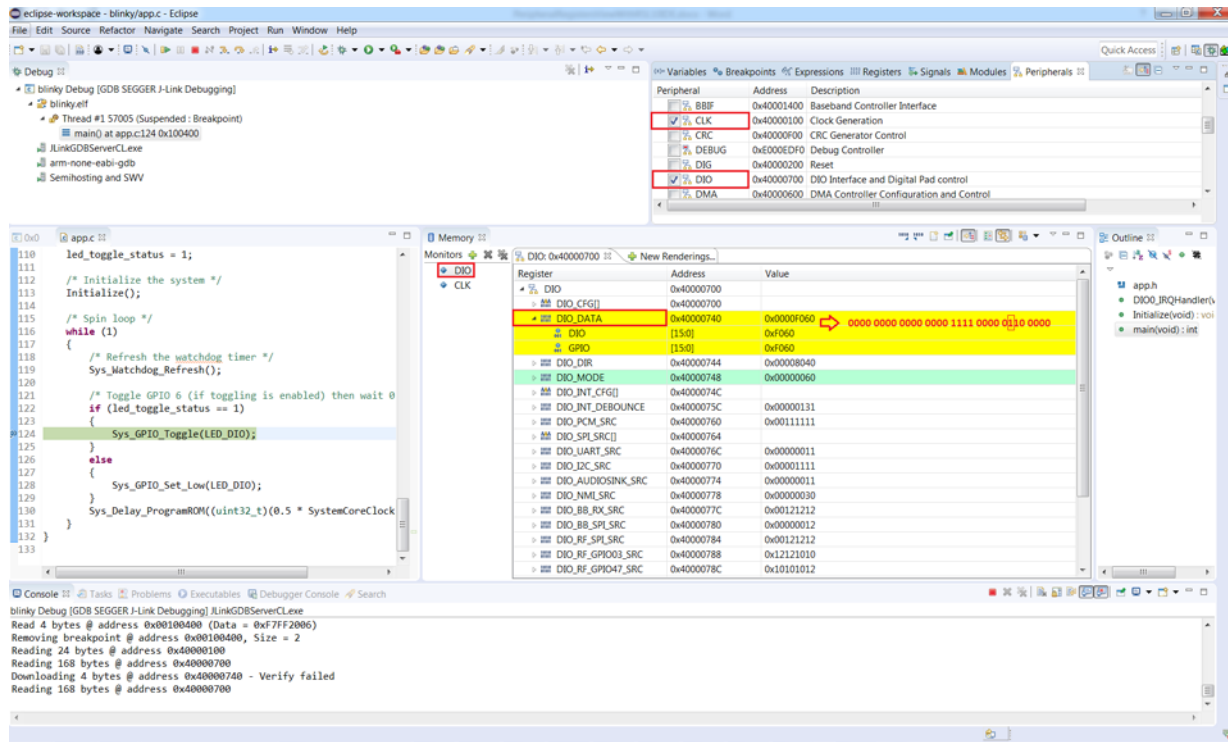 eclipse-workspace - blinky/app.c - Eclipse
File Edit Source Refactor Navigate Search Project Run Window Help
Quick Access
Debug
blinky Debug [GDB SEGGER J-Link Debugging]
blinky.elf
Thread #1 57005 (Suspended : Breakpoint)
main() at app.c:124 0x100400
JLinkGDBServerCL.exe
arm-none-eabi-gdb
Semihosting and SWV
Variables Breakpoints Expressions Registers Signals Modules Peripherals
Peripheral Address Description
BBIF 0x40001400 Baseband Controller Interface
CLK 0x40000100 Clock Generation
CRC 0x40000F00 CRC Generator Control
DEBUG 0xE000EDF0 Debug Controller
DIG 0x40000200 Reset
DIO 0x40000700 DIO Interface and Digital Pad control
DMA 0x40000600 DMA Controller Configuration and Control
0x0 app.c
110 led_toggle_status = 1;
111
112 /* Initialize the system */
113 Initialize();
114
115 /* Spin loop */
116 while (1)
117 {
118 /* Refresh the watchdog timer */
119 Sys_Watchdog_Refresh();
120
121 /* Toggle GPIO 6 (if toggling is enabled) then wait 0
122 if (led_toggle_status == 1)
123 {
124 Sys_GPIO_Toggle(LED_DIO);
125 }
126 else
127 {
128 Sys_GPIO_Set_Low(LED_DIO);
129 }
130 Sys_Delay_ProgramROM((uint32_t)(0.5 * SystemCoreClock
131 }
132 }
133
Memory
Monitors
DIO
CLK
DIO: 0x40000700 New Renderings...
Register Address Value
DIO 0x40000700
DIO_CFG[] 0x40000700
DIO_DATA 0x40000740 0x0000F060 0000 0000 0000 0000 1111 0000 0110 0000
DIO [15:0] 0xF060
GPIO [15:0] 0xF060
DIO_DIR 0x40000744 0x00008040
DIO_MODE 0x40000748 0x00000060
DIO_INT_CFG[] 0x4000074C
DIO_INT_DEBOUNCE 0x4000075C 0x00000131
DIO_PCM_SRC 0x40000760 0x00111111
DIO_SPI_SRC[] 0x40000764
DIO_UART_SRC 0x4000076C 0x00000011
DIO_I2C_SRC 0x40000770 0x00001111
DIO_AUDIOSINK_SRC 0x40000774 0x00000011
DIO_NMI_SRC 0x40000778 0x00000030
DIO_BB_RX_SRC 0x4000077C 0x00121212
DIO_BB_SPI_SRC 0x40000780 0x00000012
DIO_RF_SPI_SRC 0x40000784 0x00121212
DIO_RF_GPIO03_SRC 0x40000788 0x12121010
DIO_RF_GPIO47_SRC 0x4000078C 0x10101012
Outline
app.h
DIO0_IRQHandler(v
Initialize(void) : voi
main(void) : int
Console Tasks Problems Executables Debugger Console Search
blinky Debug [GDB SEGGER J-Link Debugging] JLinkGDBServerCL.exe
Read 4 bytes @ address 0x00100400 (Data = 0xF7FF2006)
Removing breakpoint @ address 0x00100400, Size = 2
Reading 24 bytes @ address 0x40000100
Reading 168 bytes @ address 0x40000700
Downloading 4 bytes @ address 0x40000740 - Verify failed
Reading 168 bytes @ address 0x40000700